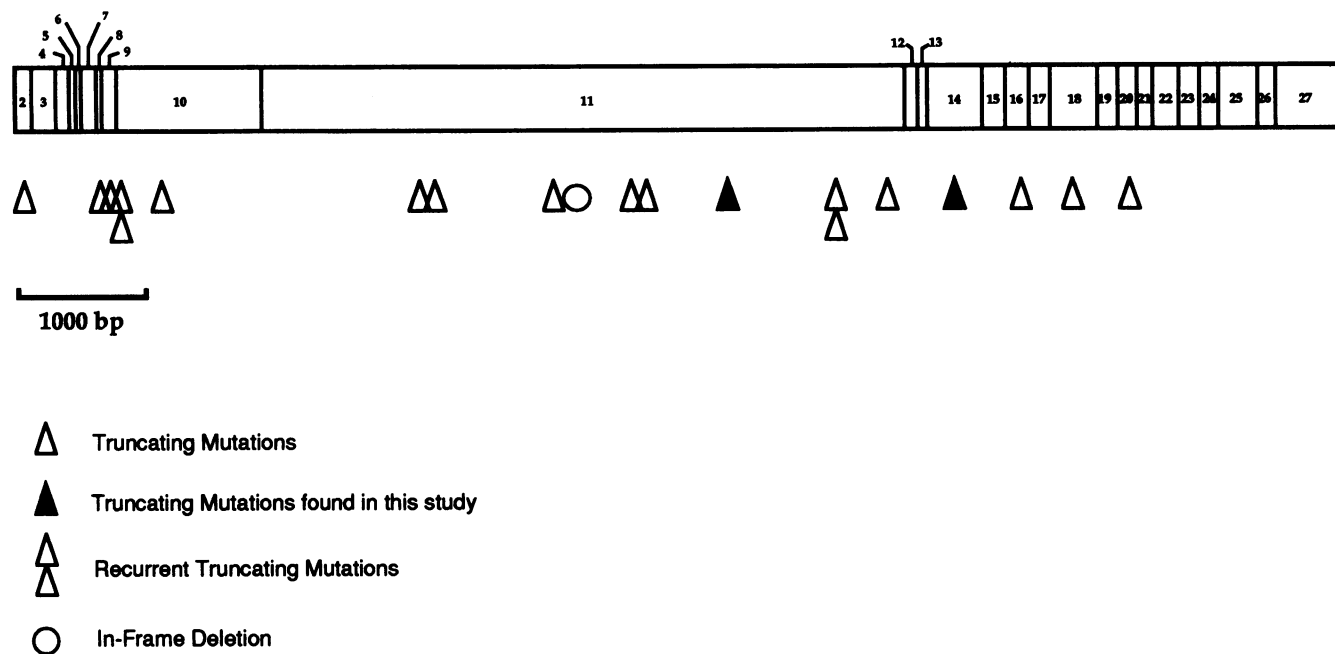 6 7
5 8
4 9
12 13
2 3 10 11 14 15 16 17 18 19 20 21 22 23 24 25 26 27
1000 bp
Truncating Mutations
Truncating Mutations found in this study
Recurrent Truncating Mutations
In-Frame Deletion